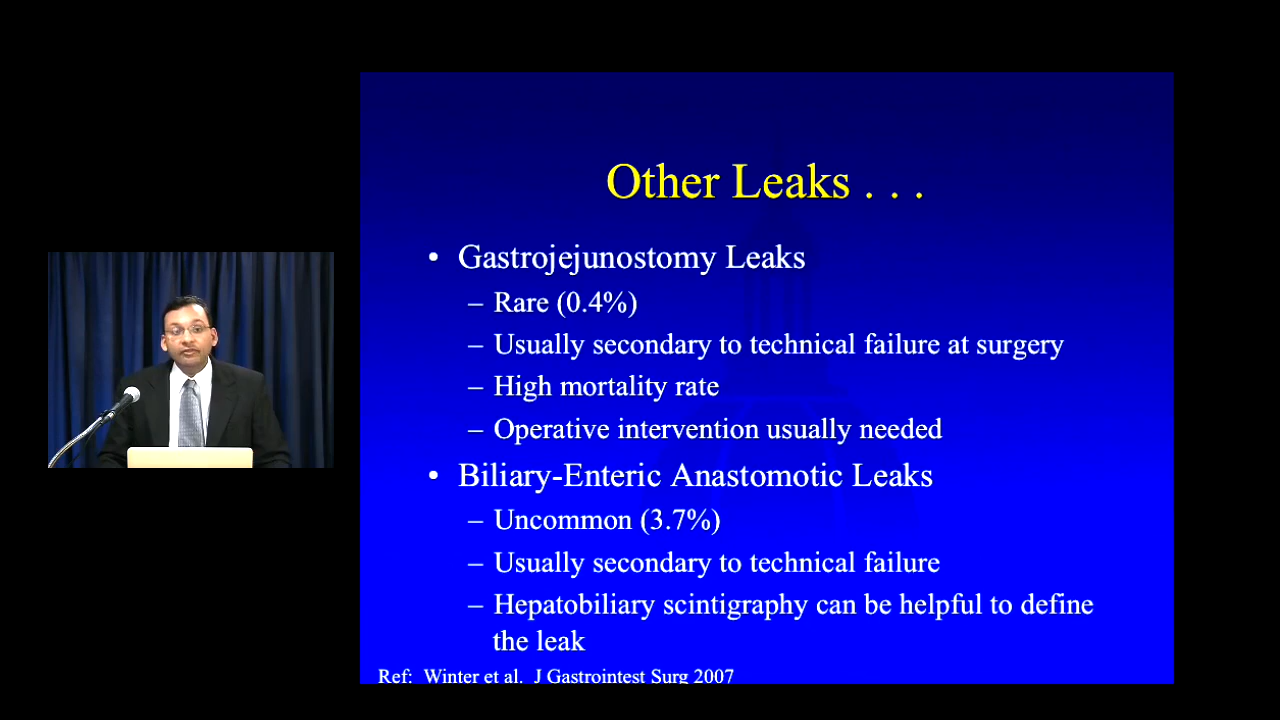 Other Leaks . . .
• Gastrojejunostomy Leaks
– Rare (0.4%)
– Usually secondary to technical failure at surgery
– High mortality rate
– Operative intervention usually needed
• Biliary-Enteric Anastomotic Leaks
– Uncommon (3.7%)
– Usually secondary to technical failure
– Hepatobiliary scintigraphy can be helpful to define
the leak
Ref: Winter et al. J Gastrointest Surg 2007